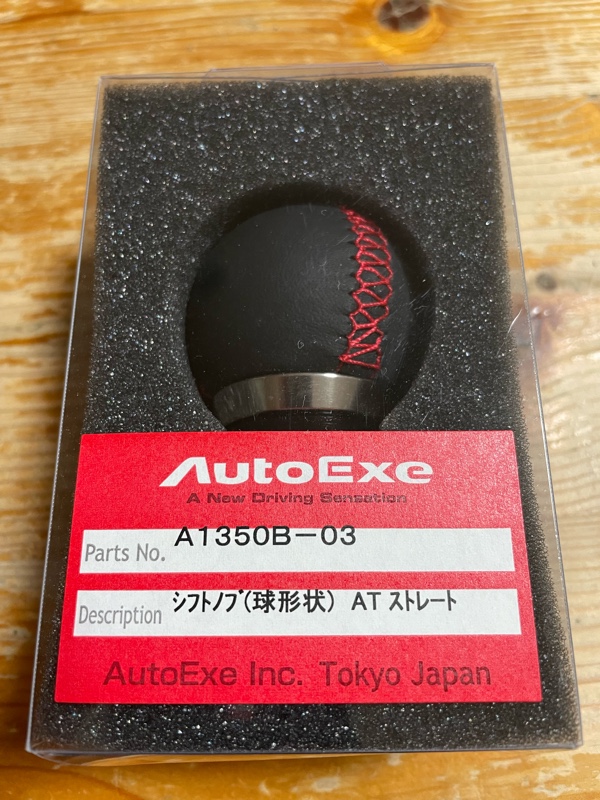 AutoExe
A New Driving Sensation
Parts No. A1350B-03
Description ｼﾌﾄﾉﾌﾞ(球形状) AT ｽﾄﾚｰﾄ
AutoExe Inc. Tokyo Japan